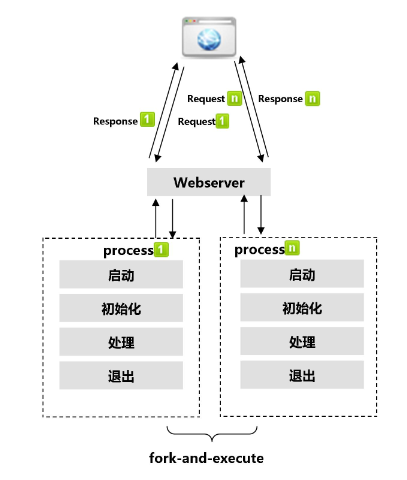 Request n
Response n
Response 1
Request 1
Webserver
process 1
启动
初始化
处理
退出
process n
启动
初始化
处理
退出
fork-and-execute